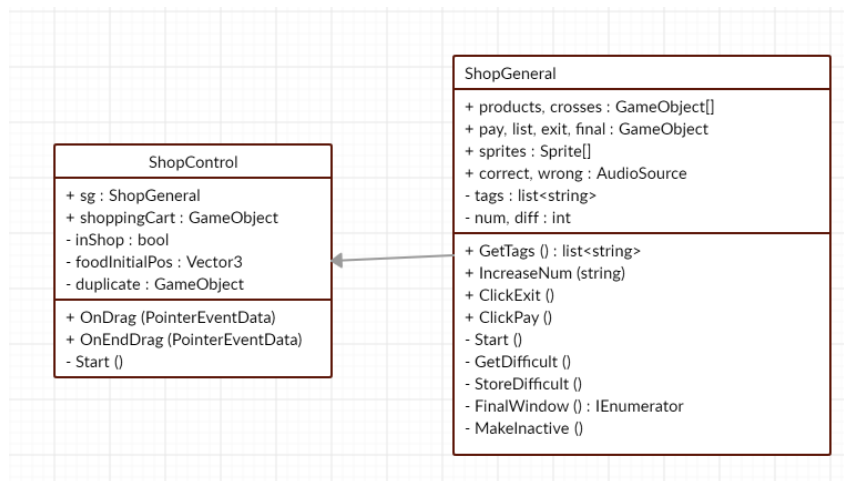 ShopControl
+ sg : ShopGeneral
+ shoppingCart : GameObject
- inShop : bool
- foodInitialPos : Vector3
- duplicate : GameObject
+ OnDrag (PointerEventData)
+ OnEndDrag (PointerEventData)
- Start ()
ShopGeneral
+ products, crosses : GameObject[]
+ pay, list, exit, final : GameObject
+ sprites : Sprite[]
+ correct, wrong : AudioSource
- tags : list<string>
- num, diff : int
+ GetTags () : list<string>
+ IncreaseNum (string)
+ ClickExit ()
+ ClickPay ()
- Start ()
- GetDifficult ()
- StoreDifficult ()
- FinalWindow () : IEnumerator
- MakeInactive ()